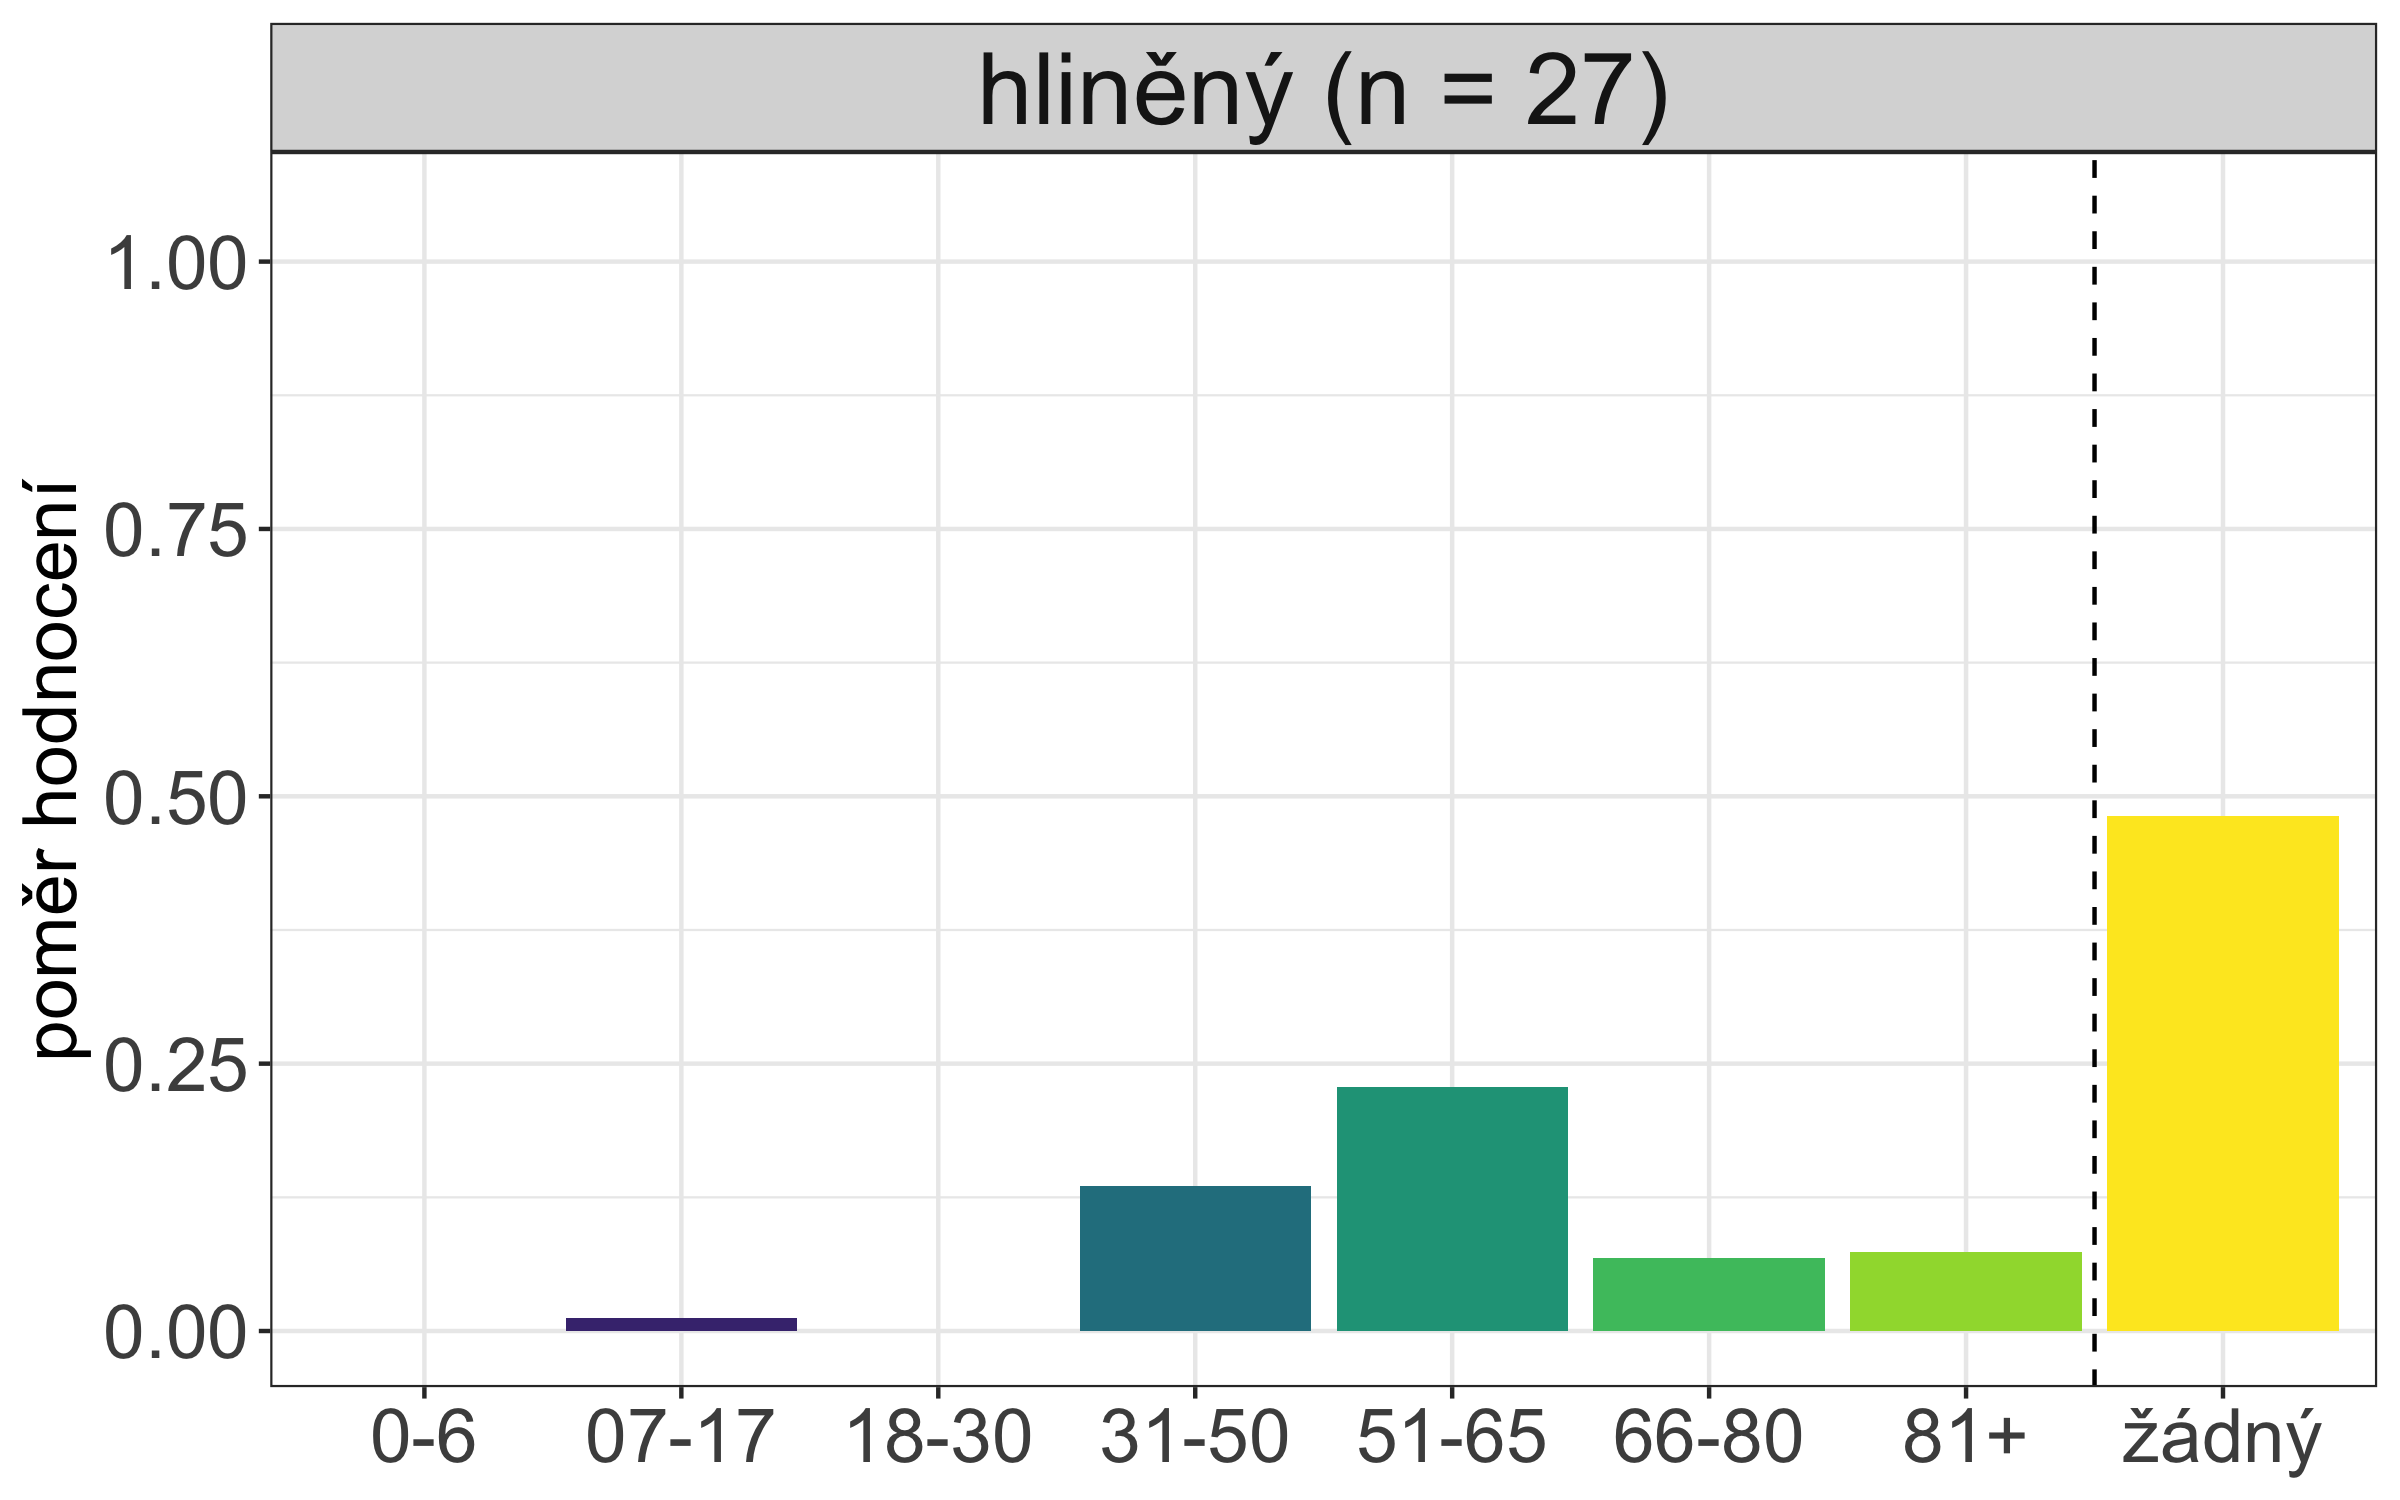 hliněný (n = 27)
poměr hodnocení
1.00
0.75
0.50
0.25
0.00
0-6 07-17 18-30 31-50 51-65 66-80 81+ žádný